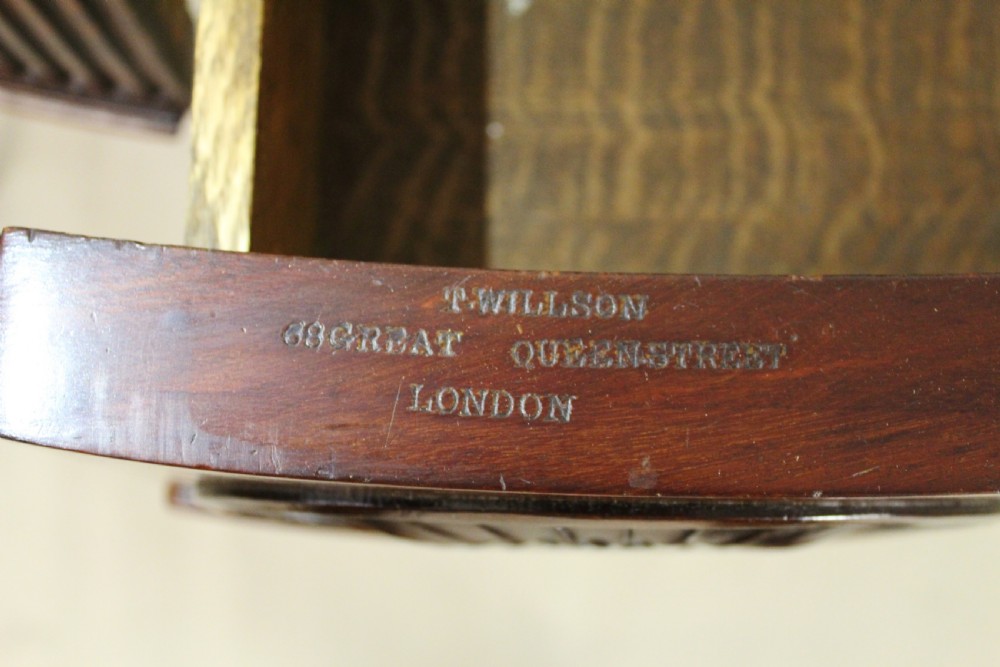 T. WILLSON
68 GREAT QUEEN STREET
LONDON